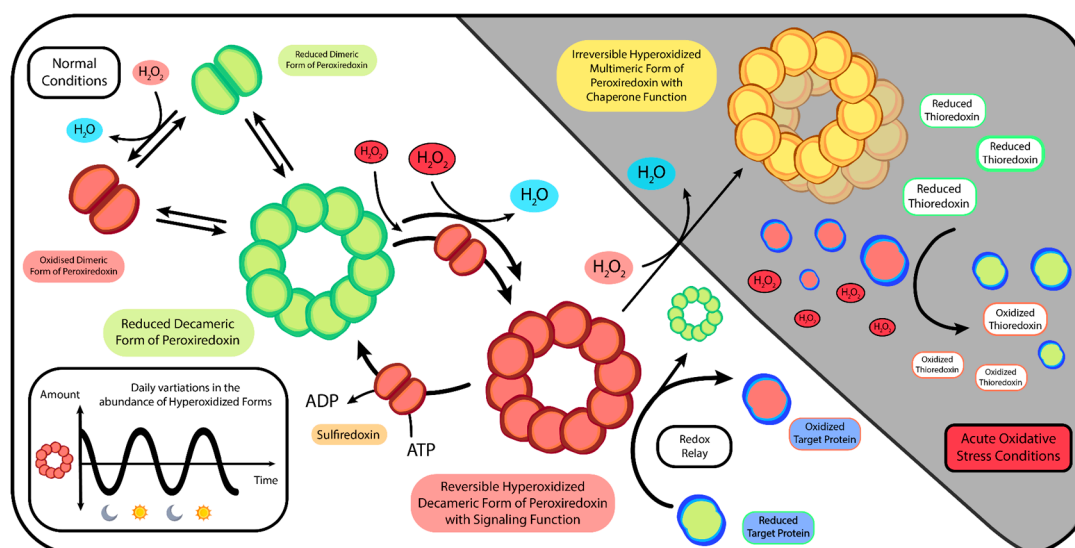 Normal
Conditions
H₂O₂
H₂O
Reduced Dimeric
Form of Peroxiredoxin
Oxidised Dimeric
Form of Peroxiredoxin
Reduced Decameric
Form of Peroxiredoxin
H₂O₂
H₂O₂
H₂O
Irreversible Hyperoxidized
Multimeric Form of
Peroxiredoxin with
Chaperone Function
H₂O
H₂O₂
Reduced
Thioredoxin
Reduced
Thioredoxin
Reduced
Thioredoxin
H₂O₂
H₂O₂
H₂O₂
H₂O₂
Oxidized
Thioredoxin
Oxidized
Thioredoxin
Oxidized
Thioredoxin
Acute Oxidative
Stress Conditions
ADP
Sulfiredoxin
ATP
Reversible Hyperoxidized
Decameric Form of Peroxiredoxin
with Signaling Function
Redox
Relay
Oxidized
Target Protein
Reduced
Target Protein
Daily vartiations in the
abundance of Hyperoxidized Forms
Amount
Time